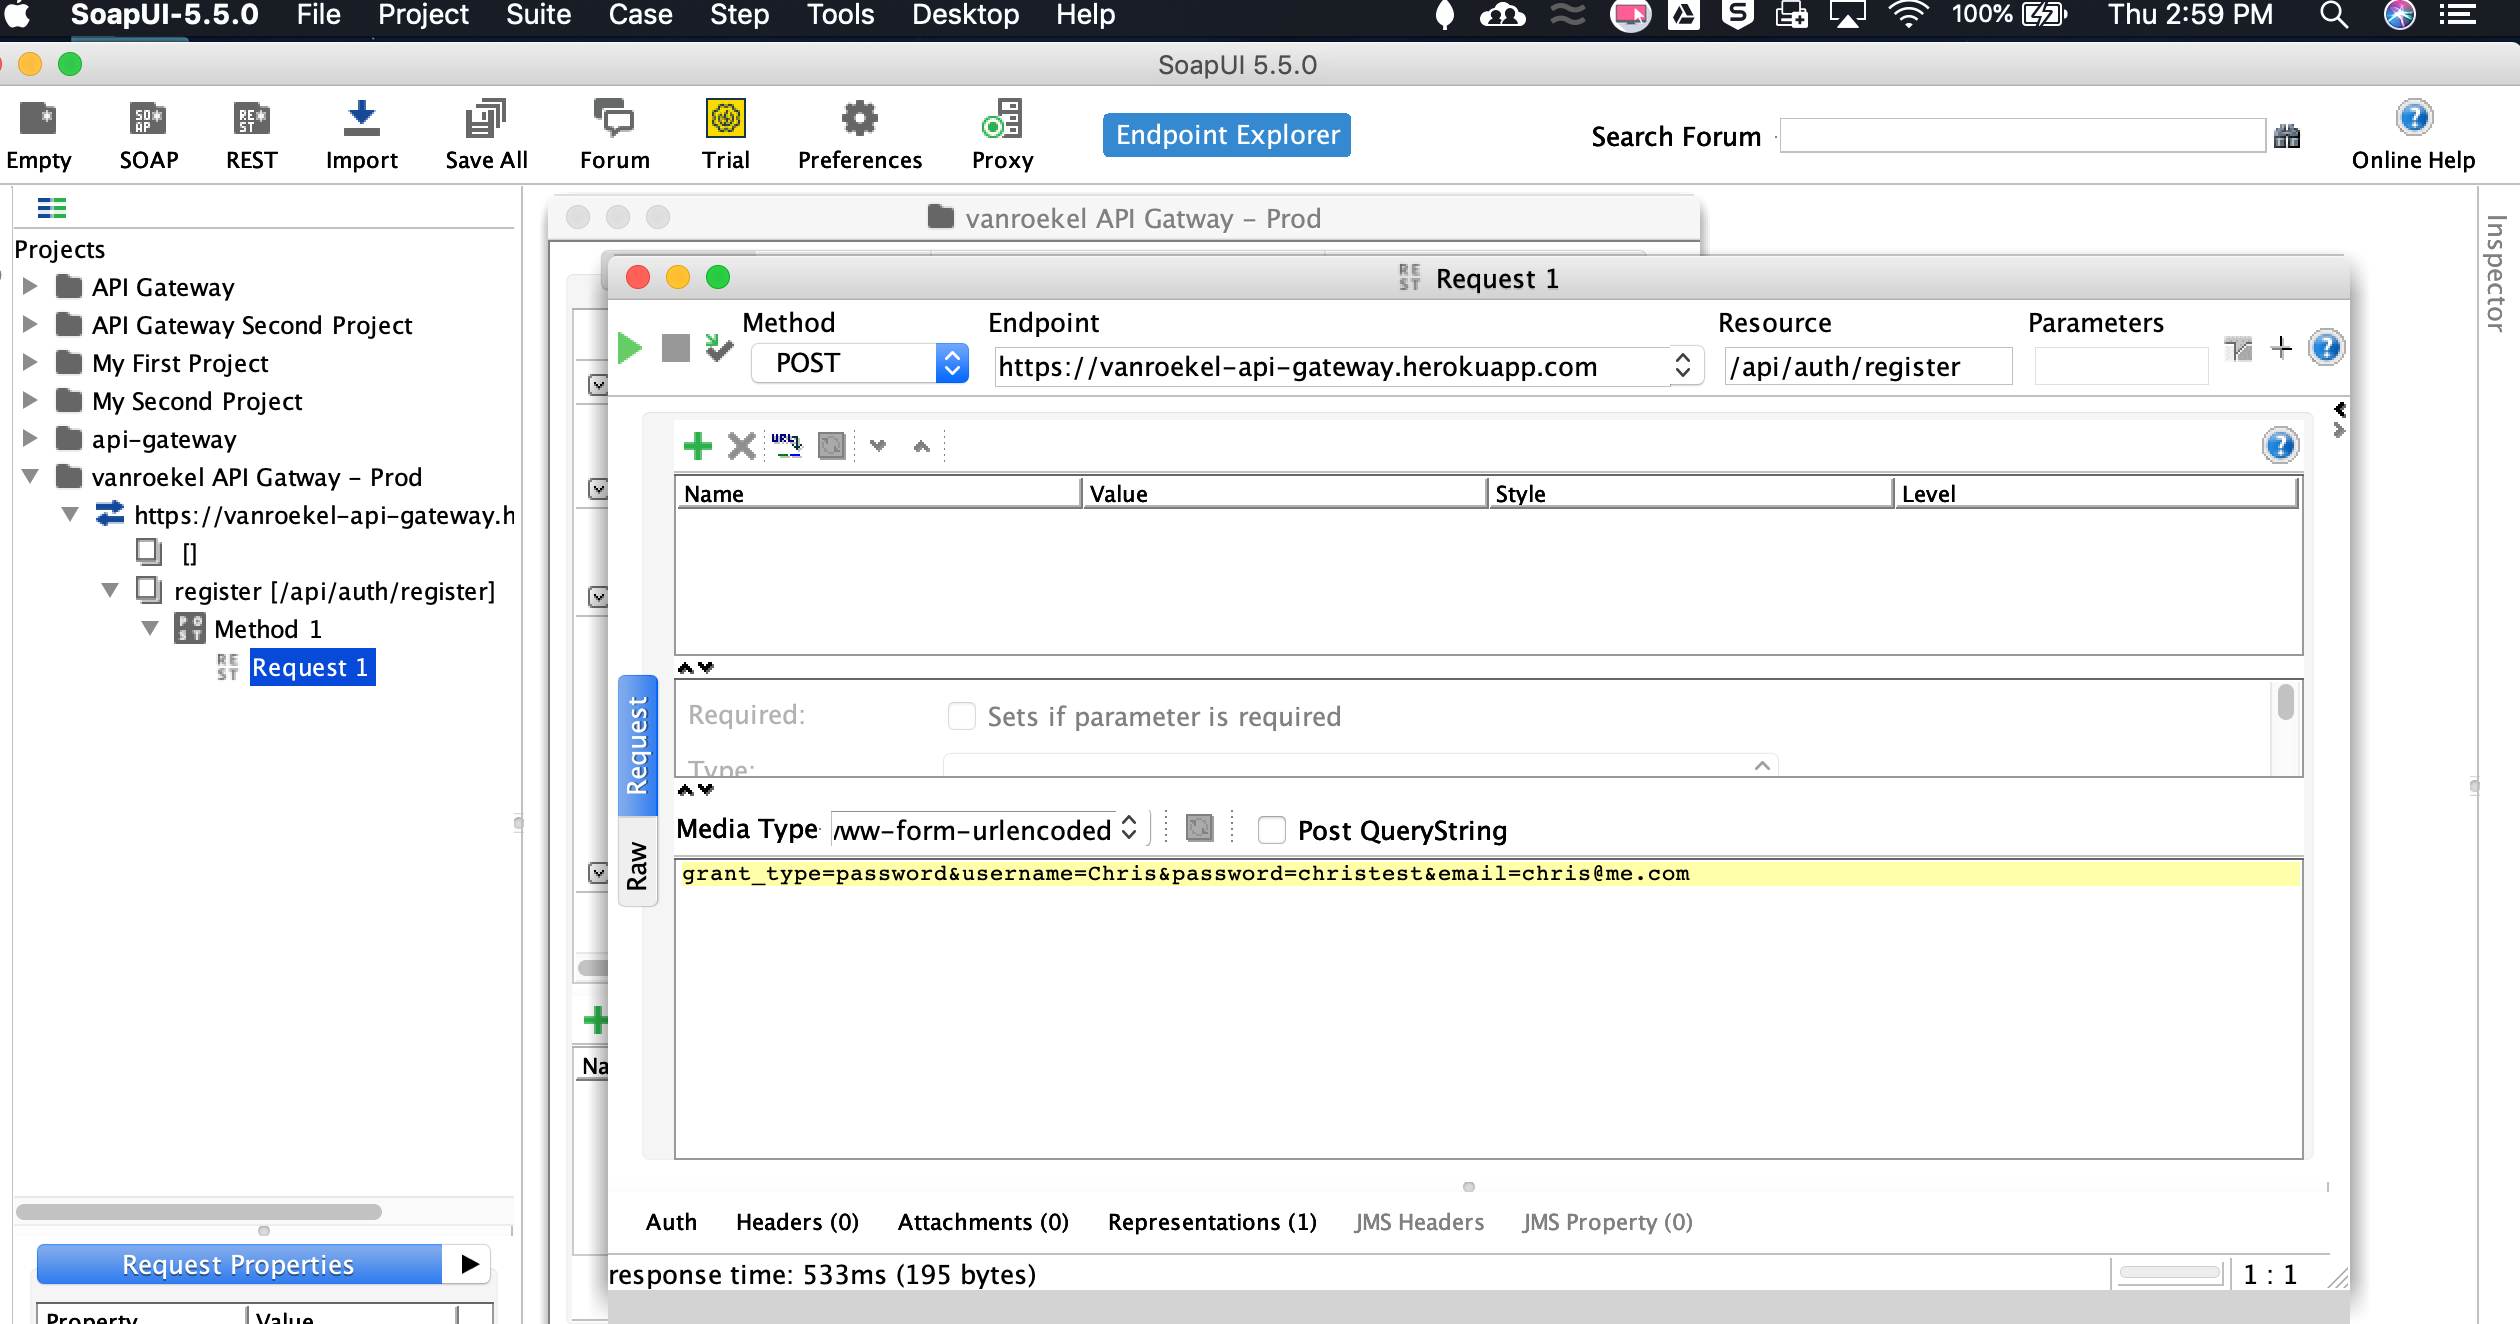 SoapUI-5.5.0 File Project Suite Case Step Tools Desktop Help 100% Thu 2:59 PM
SoapUI 5.5.0
Empty SOAP REST Import Save All Forum Trial Preferences Proxy Endpoint Explorer Search Forum Online Help
Inspector
Projects
API Gateway
API Gateway Second Project
My First Project
My Second Project
api-gateway
vanroekel API Gatway - Prod
https://vanroekel-api-gateway.h
[]
register [/api/auth/register]
Method 1
Request 1
Request Properties
Property Value
vanroekel API Gatway - Prod
Na
Request 1
Method Endpoint Resource Parameters
POST https://vanroekel-api-gateway.herokuapp.com /api/auth/register
Name Value Style Level
Required: Sets if parameter is required
Type:
Request
Raw
Media Type /ww-form-urlencoded Post QueryString
grant_type=password&username=Chris&password=christest&email=chris@me.com
Auth Headers (0) Attachments (0) Representations (1) JMS Headers JMS Property (0)
response time: 533ms (195 bytes) 1 : 1